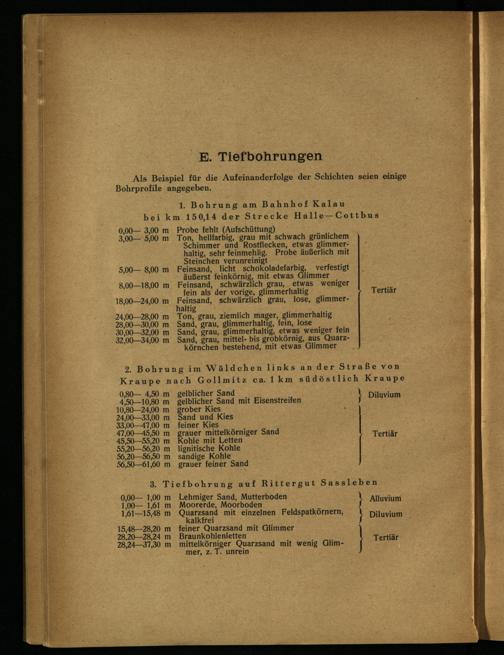 E. Tiefbohrungen
Als Beispiel für die Aufeinanderfolge der Schichten seien einige
Bohrprofile angegeben.
1. Bohrung am Bahnhof Kalau
bei km 150,14 der Strecke Halle—Cottbus
0,00— 3,00 m Probe fehlt (Aufschüttung)
3,00— 5,00 m Ton, hellfarbig, grau mit schwach grünlichem
Schimmer und Rostflecken, etwas glimmer-
haltig, sehr feinmehlig. Probe äußerlich mit
Steinchen verunreinigt
5,00— 8,00 m Feinsand, licht schokoladefarbig, verfestigt
äußerst feinkörnig, mit etwas Glimmer
8,00—18,00 m Feinsand, schwärzlich grau, etwas weniger
fein als der vorige, glimmerhaltig
Tertiär
18,00—24,00 m Feinsand, schwärzlich grau, lose, glimmer-
haltig
24,00—28,00 m Ton, grau, ziemlich mager, glimmerhaltig
28,00—30,00 m Sand, grau, glimmerhaltig, fein, lose
30,00—32,00 m Sand, grau, glimmerhaltig, etwas weniger fein
32,00—34,00 m Sand, grau, mittel- bis grobkörnig, aus Quarz-
körnchen bestehend, mit etwas Glimmer
2. Bohrung im Wäldchen links an der Straße von
Kraupe nach Gollmitz ca. 1 km südöstlich Kraupe
0,80— 4,50 m gelblicher Sand
4,50—10,80 m gelblicher Sand mit Eisenstreifen
Diluvium
10,80—24,00 m grober Kies
24,00—33,00 m Sand und Kies
33,00—47,00 m feiner Kies
47,00—45,50 m grauer mittelkörniger Sand
Tertiär
45,50—55,20 m Kohle mit Letten
55,20—56,20 m lignitische Kohle
56,20—56,50 m sandige Kohle
56,50—61,60 m grauer feiner Sand
3. Tiefbohrung auf Rittergut Sassleben
0,00— 1,00 m Lehmiger Sand, Mutterboden
1,00— 1,61 m Moorerde, Moorboden
Alluvium
1,61—15,48 m Quarzsand mit einzelnen Feldspatkörnern,
kalkfrei
Diluvium
15,48—28,20 m feiner Quarzsand mit Glimmer
28,20—28,24 m Braunkohlenletten
28,24—37,30 m mittelkörniger Quarzsand mit wenig Glim-
mer, z. T. unrein
Tertiär